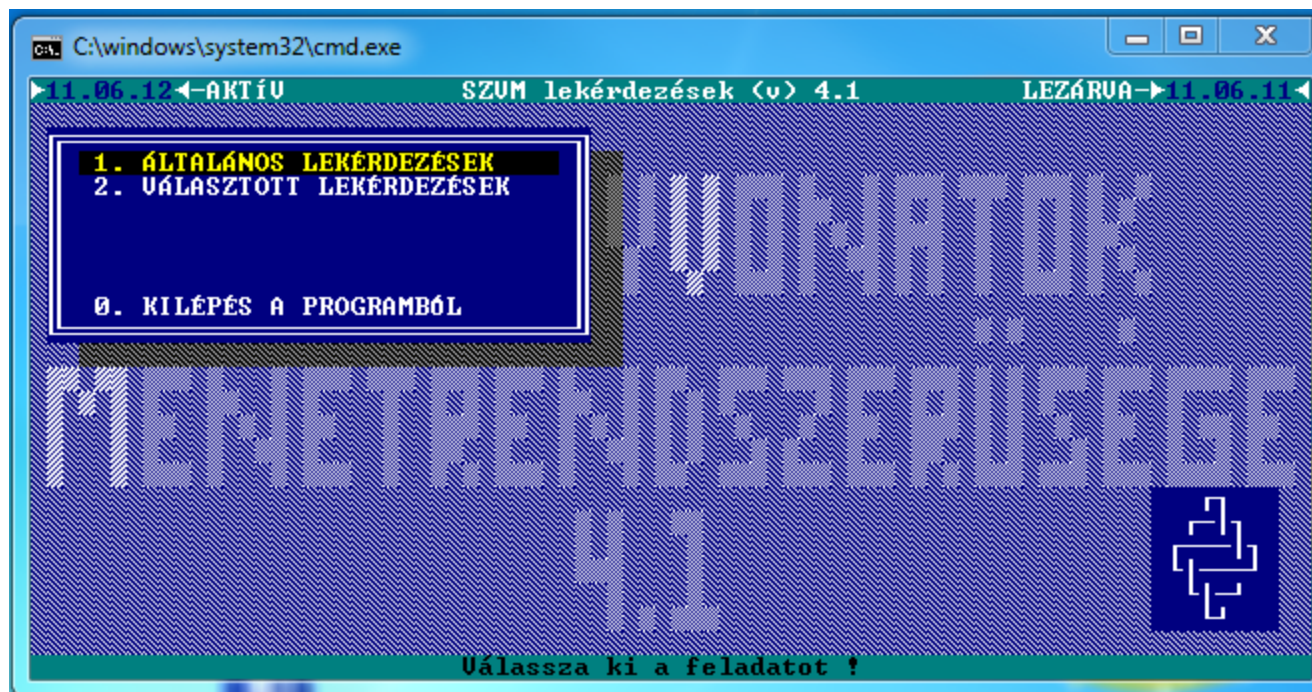 C:\windows\system32\cmd.exe
11.06.12◄-AKTíV SZVM lekérdezések (v) 4.1 LEZÁRVA-►11.06.11
1. ÁLTALÁNOS LEKÉRDEZÉSEK
2. VÁLASZTOTT LEKÉRDEZÉSEK
0. KILÉPÉS A PROGRAMBÓL
VONATOK
MENETRENDSZERÜSÉGE
4.1
Válassza ki a feladatot !